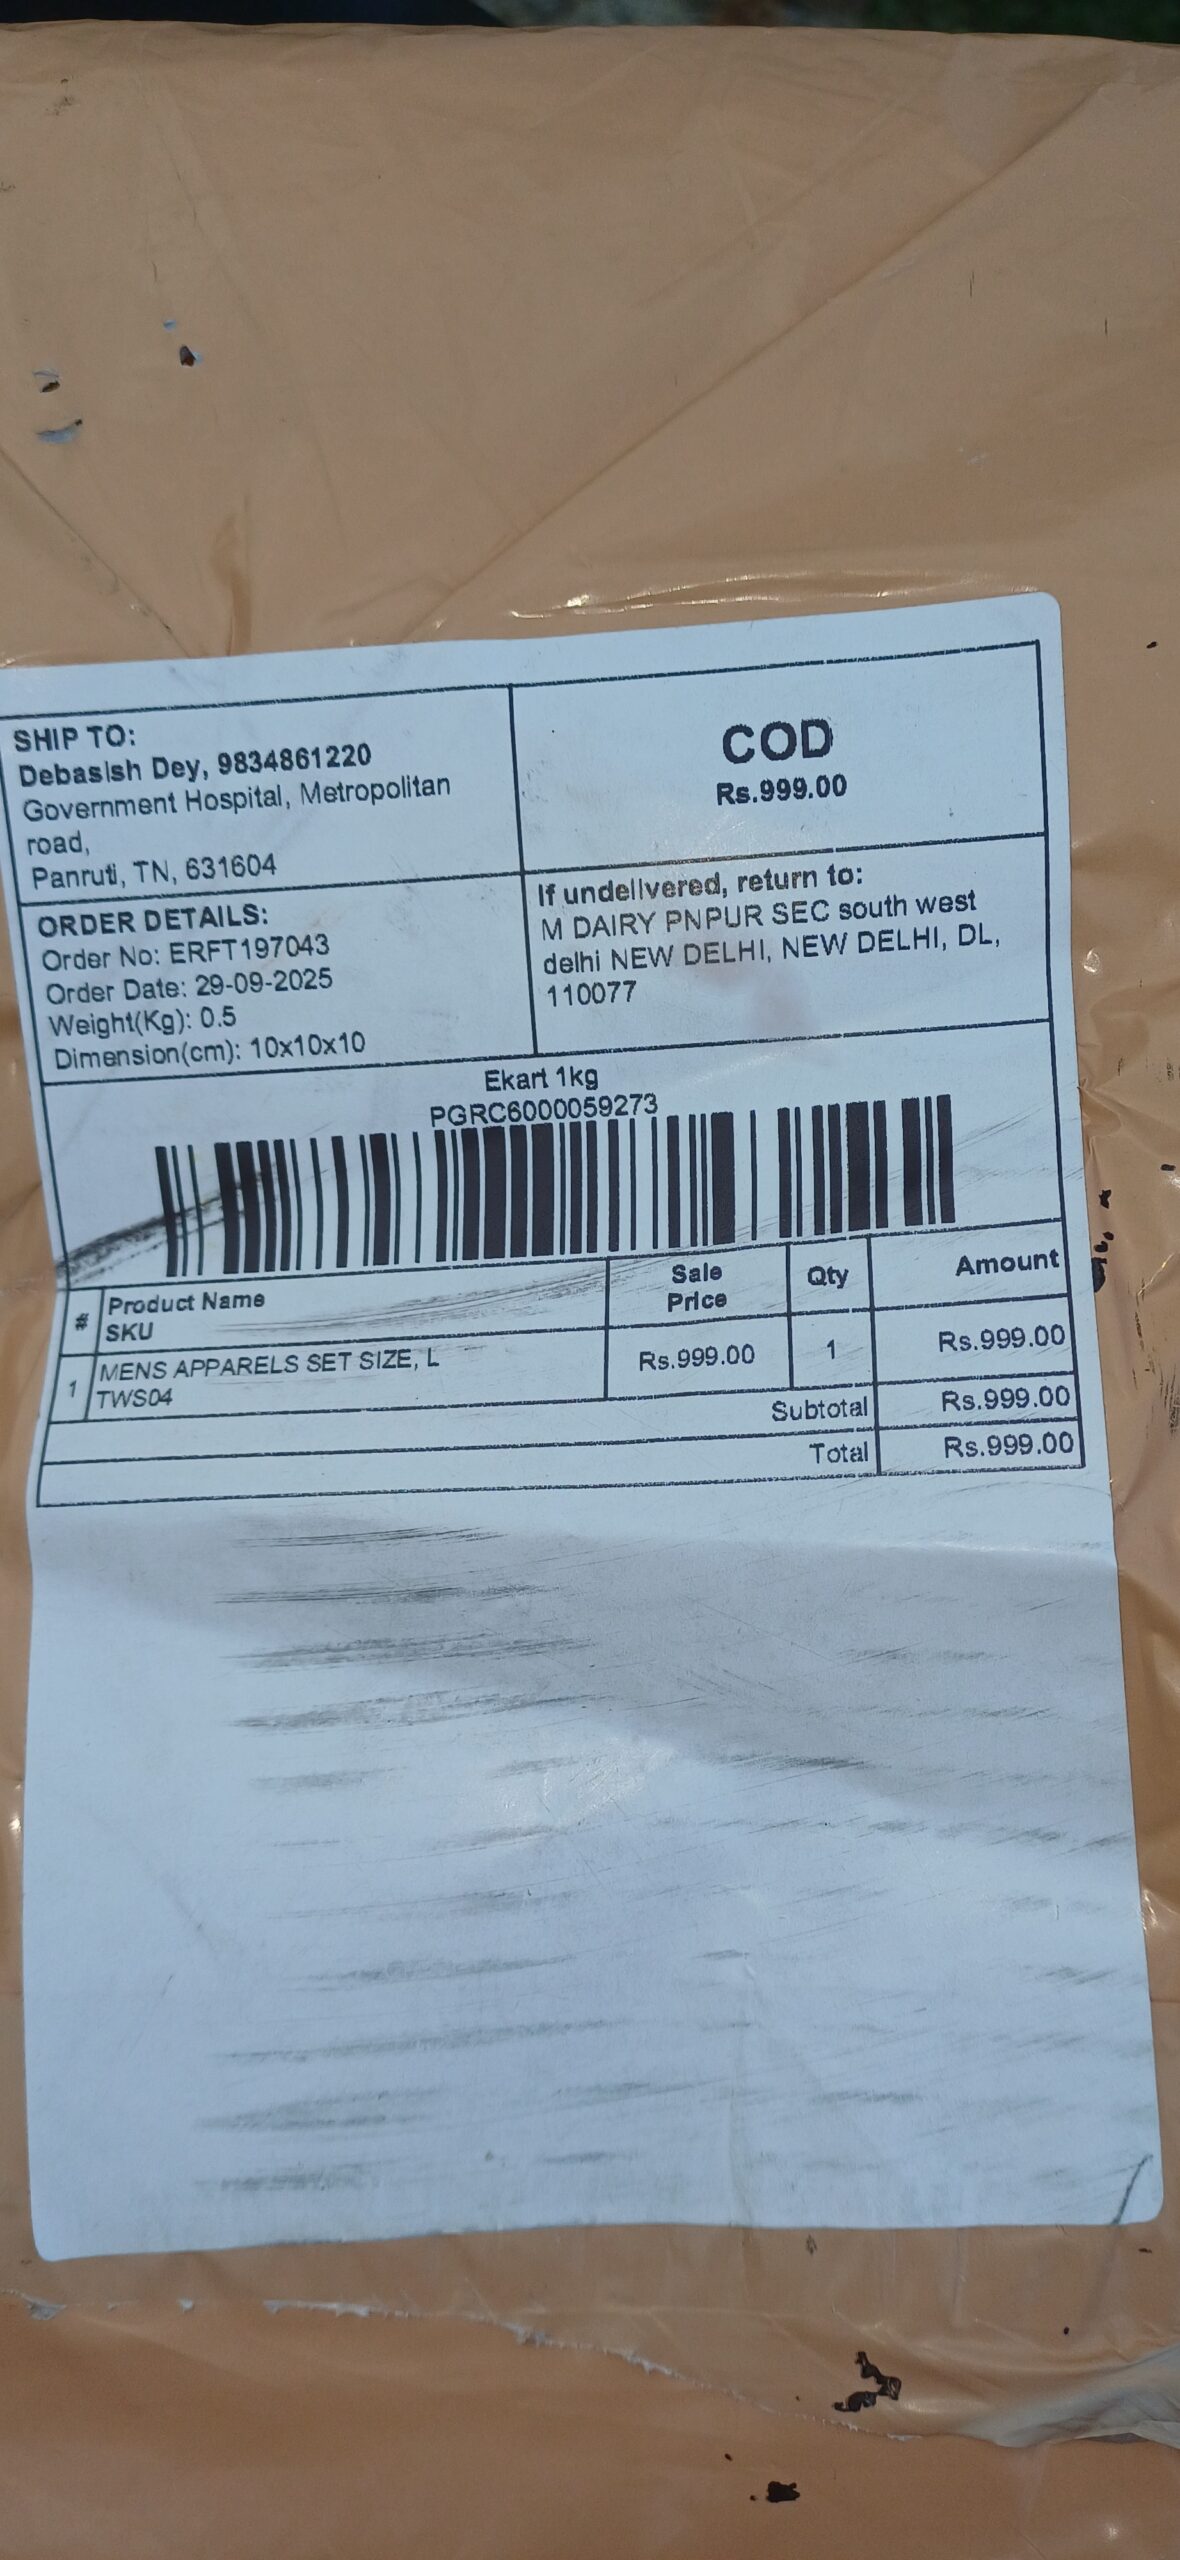 SHIP TO:
Debasish Dey, 9834861220
Government Hospital, Metropolitan
road,
Panruti, TN, 631604
COD
Rs.999.00
ORDER DETAILS:
Order No: ERFT197043
Order Date: 29-09-2025
Weight(Kg): 0.5
Dimension(cm): 10x10x10
If undelivered, return to:
M DAIRY PNPUR SEC south west
delhi NEW DELHI, NEW DELHI, DL,
110077
Ekart 1kg
PGRC6000059273
# Product Name SKU Sale Price Qty Amount
1 MENS APPARELS SET SIZE, L Rs.999.00 1 Rs.999.00
TWS04
Subtotal Rs.999.00
Total Rs.999.00